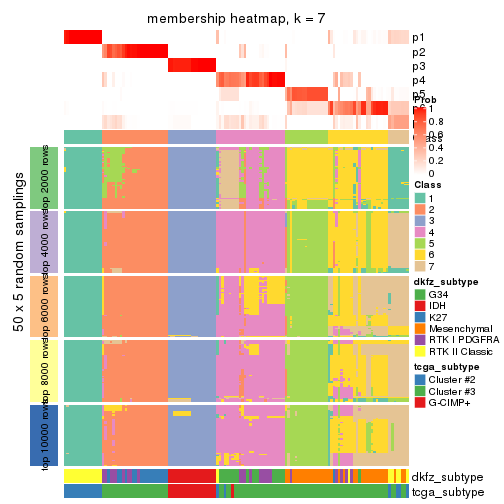 membership heatmap, k = 7
p1
p2
p3
p4
p5
Prob
1
0.8
0.6
0.4
0.2
0
Class
1
2
3
4
5
6
7
dkfz_subtype
G34
IDH
K27
Mesenchymal
RTK I PDGFRA
RTK II Classic
tcga_subtype
Cluster #2
Cluster #3
G-CIMP+
50 x 5 random samplings
top 2000 rows
top 4000 rows
top 6000 rows
top 8000 rows
top 10000 rows
dkfz_subtype
tcga_subtype